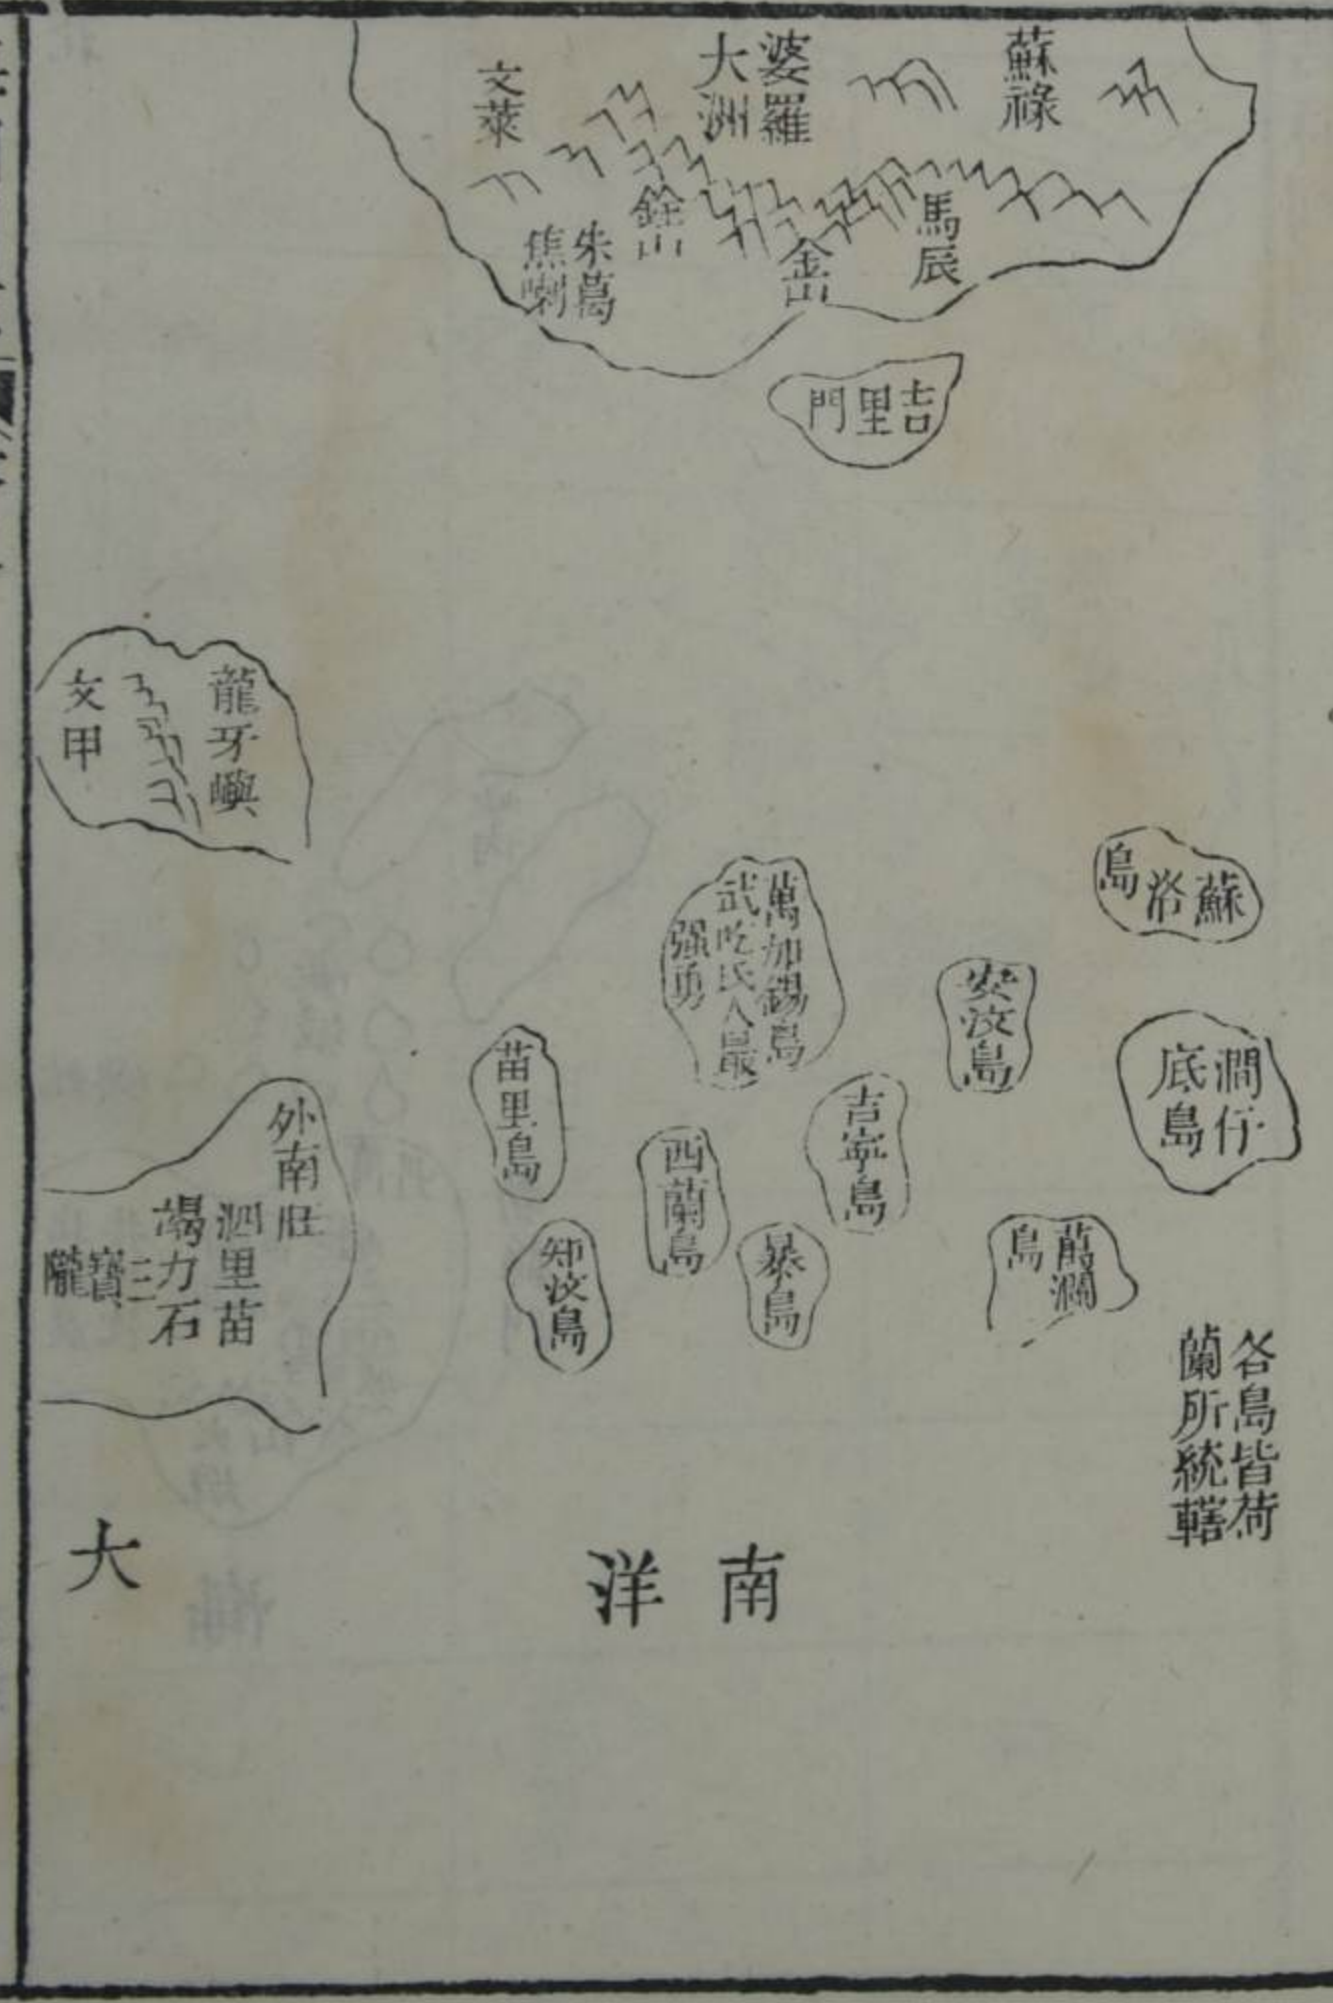 蘇祿
婆羅
大洲
文萊
馬辰
金山
鉛山
朱葛
焦喇
吉里門
龍牙嶼
文甲
蘇洛
島
萬加錫島
武吃氏人最
强勇
安汶島
澗仔
底島
苗里島
吉寧島
西蘭島
外南旺
泗里苗
竭力石
三寶隴
知汶島
暴島
澗
島
各島皆荷
蘭所統轄
南洋
大